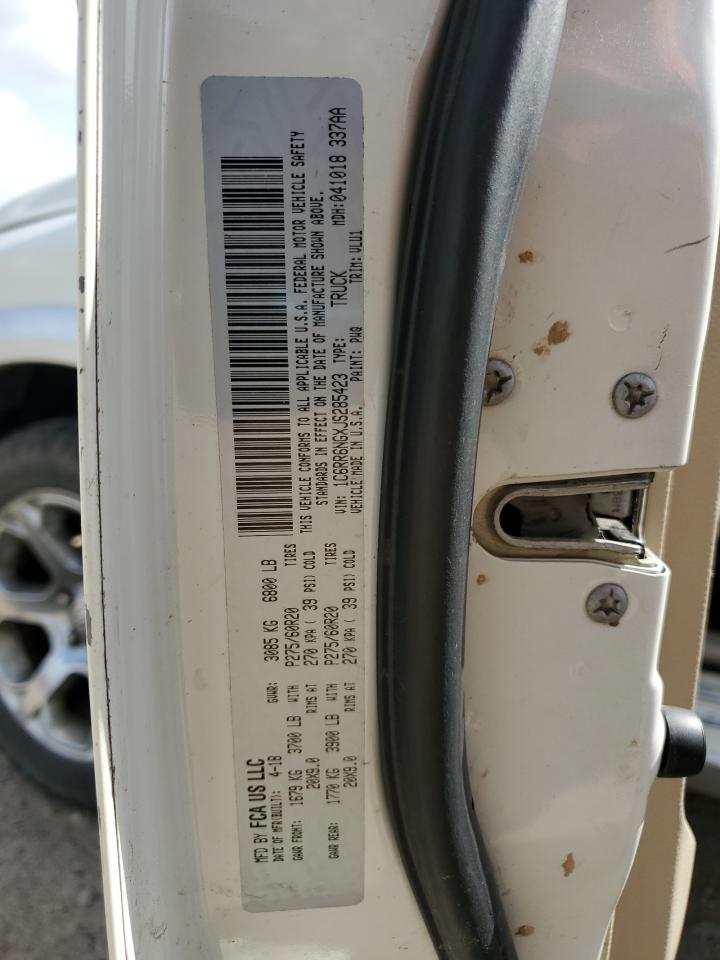 MFD BY FCA US LLC
DATE OF MFR(BUILT): 4-18 GVWR: 3085 KG 6800 LB
GAWR FRONT: 1679 KG 3700 LB WITH P275/60R20 TIRES
20X9.0 RIMS AT 270 KPA ( 39 PSI) COLD
GAWR REAR: 1770 KG 3900 LB WITH P275/60R20 TIRES
20X9.0 RIMS AT 270 KPA ( 39 PSI) COLD
THIS VEHICLE CONFORMS TO ALL APPLICABLE U.S.A. FEDERAL MOTOR VEHICLE SAFETY
STANDARDS IN EFFECT ON THE DATE OF MANUFACTURE SHOWN ABOVE.
VIN: 1C6RR6NGXJS285423 TYPE: TRUCK MDH:041018 337AA
VEHICLE MADE IN U.S.A. PAINT: PW8 TRIM: VLU1